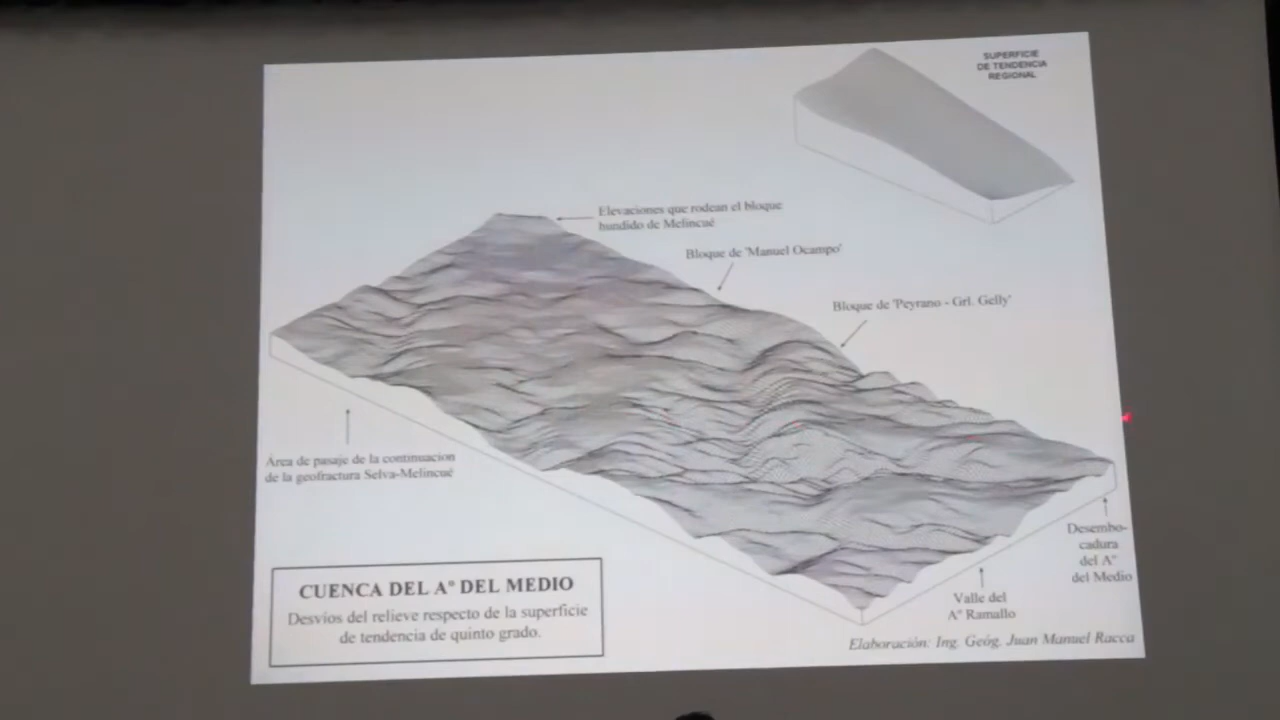 SUPERFICIE
DE TENDENCIA
REGIONAL
Elevaciones que rodean el bloque
hundido de Melincué
Bloque de 'Manuel Ocampo'
Bloque de 'Peyrano - Grl. Gelly'
Área de pasaje de la continuacion
de la geofractura Selva-Melincué
Desembo-
cadura
del Aº
del Medio
Valle del
Aº Ramallo
CUENCA DEL Aº DEL MEDIO
Desvíos del relieve respecto de la superficie
de tendencia de quinto grado.
Elaboración: Ing. Geóg. Juan Manuel Racca